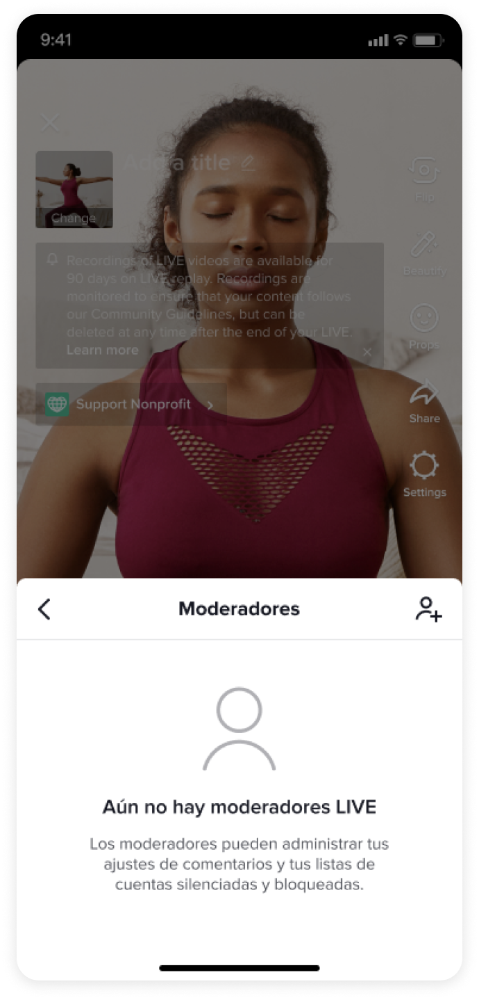 9:41
Add a title
Change
Flip
Beautify
Recordings of LIVE videos are available for
90 days on LIVE replay. Recordings are
monitored to ensure that your content follows
our Community Guidelines, but can be
deleted at any time after the end of your LIVE.
Learn more
Props
Support Nonprofit
Share
Settings
Moderadores
Aún no hay moderadores LIVE
Los moderadores pueden administrar tus
ajustes de comentarios y tus listas de
cuentas silenciadas y bloqueadas.